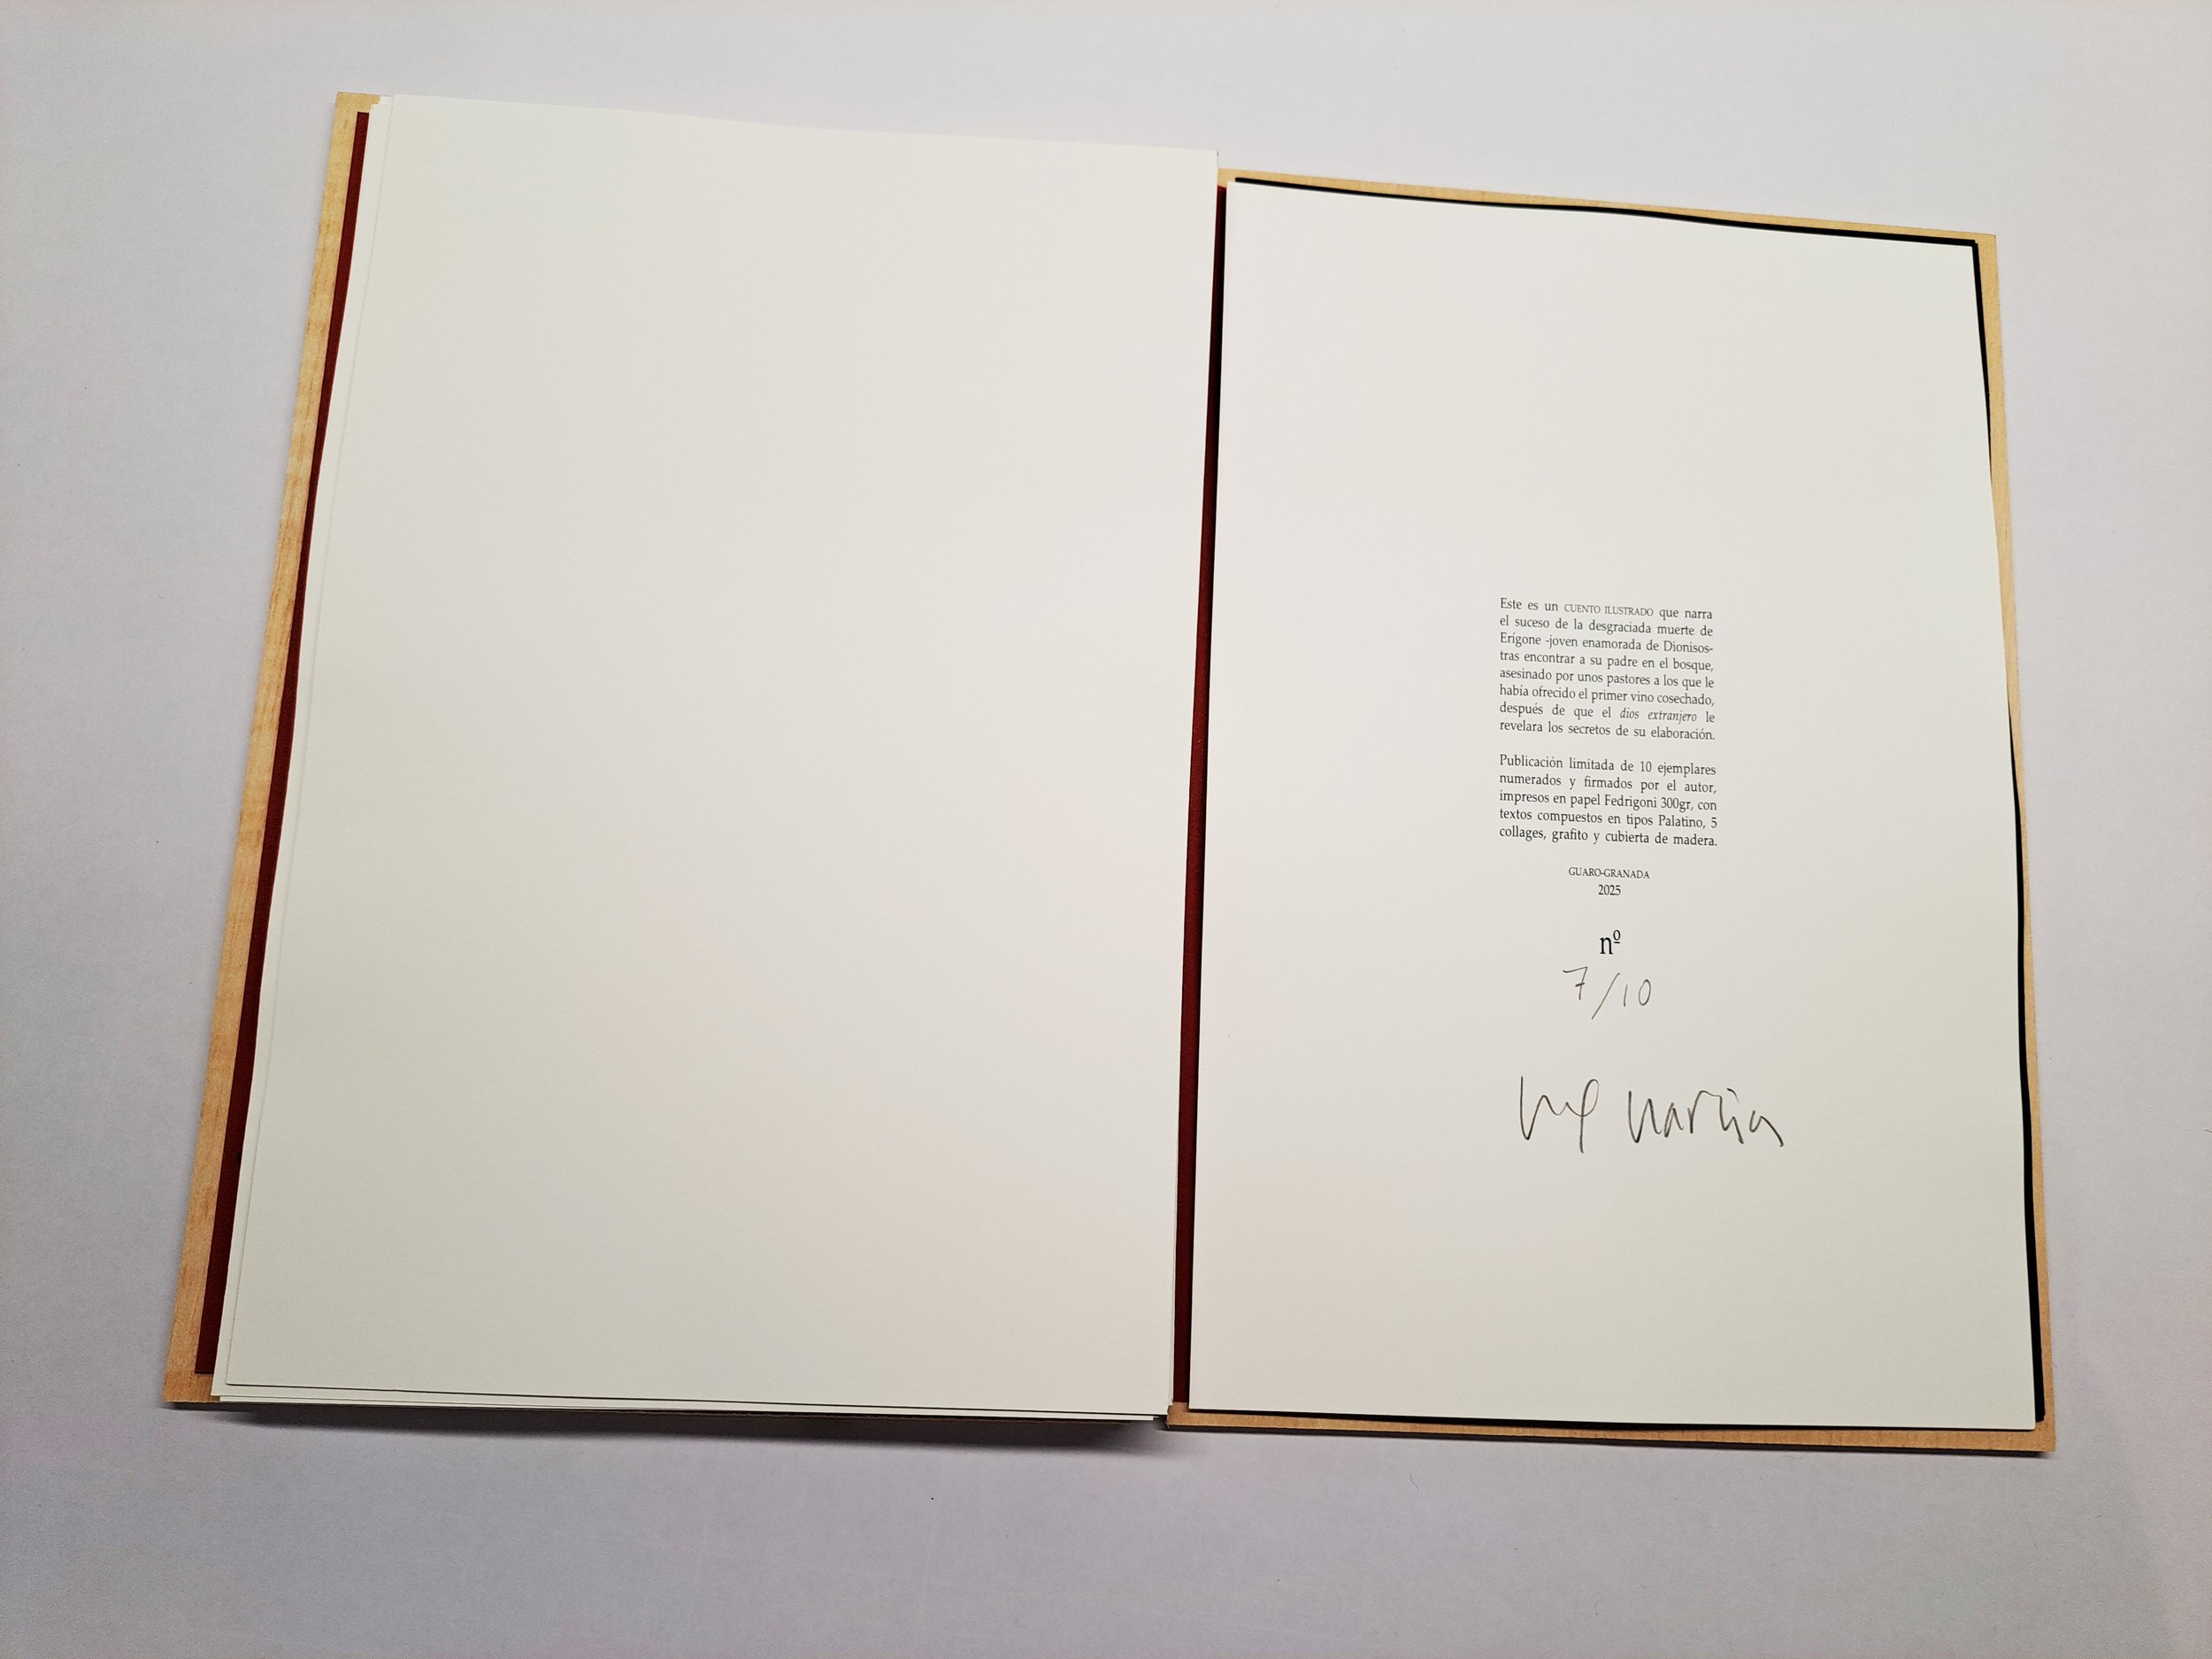 Este es un CUENTO ILUSTRADO que narra
el suceso de la desgraciada muerte de
Erígone -joven enamorada de Dionisos-
tras encontrar a su padre en el bosque,
asesinado por unos pastores a los que le
había ofrecido el primer vino cosechado,
después de que el dios extranjero le
revelara los secretos de su elaboración.
Publicación limitada de 10 ejemplares
numerados y firmados por el autor,
impresos en papel Fedrigoni 300gr, con
textos compuestos en tipos Palatino, 5
collages, grafito y cubierta de madera.
GUARO-GRANADA
2025
nº
7/10